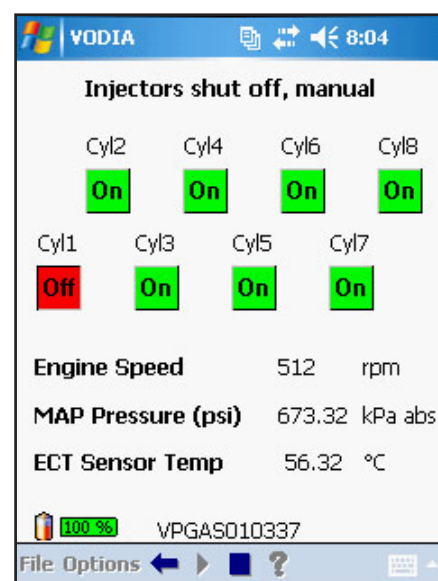 VODIA 8:04
Injectors shut off, manual
Cyl2 Cyl4 Cyl6 Cyl8
On On On On
Cyl1 Cyl3 Cyl5 Cyl7
Off On On On
Engine Speed 512 rpm
MAP Pressure (psi) 673.32 kPa abs
ECT Sensor Temp 56.32 °C
100 % VPGAS010337
File Options ?